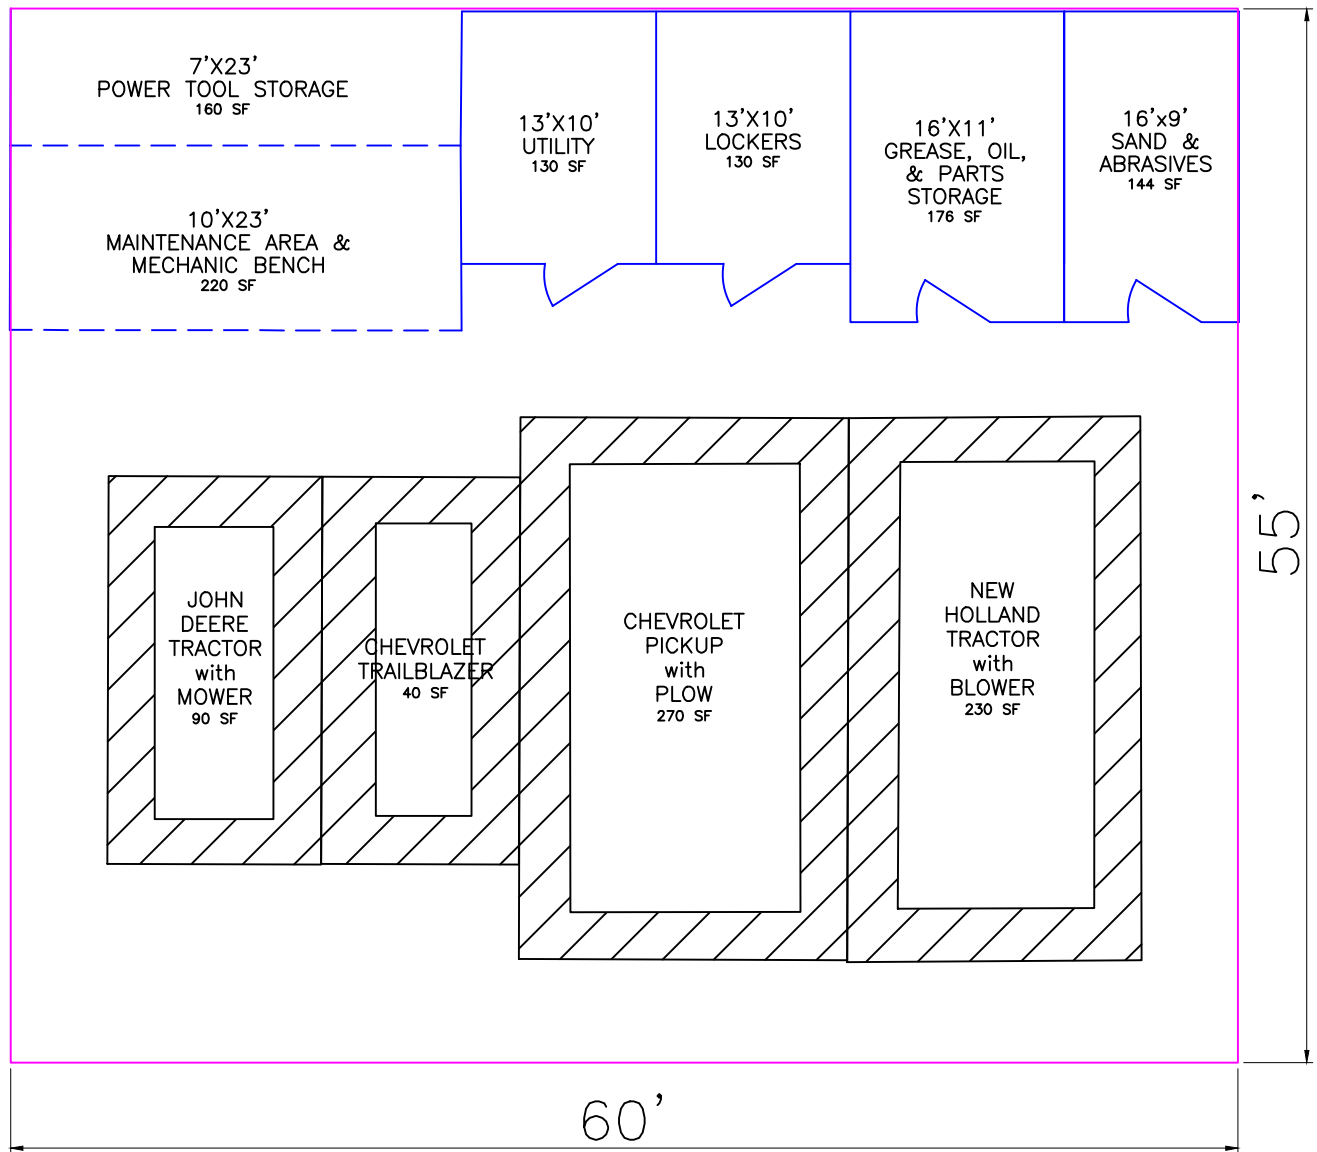 7'X23'
POWER TOOL STORAGE
160 SF
10'X23'
MAINTENANCE AREA &
MECHANIC BENCH
220 SF
13'X10'
UTILITY
130 SF
13'X10'
LOCKERS
130 SF
16'X11'
GREASE, OIL,
& PARTS
STORAGE
176 SF
16'x9'
SAND &
ABRASIVES
144 SF
JOHN
DEERE
TRACTOR
with
MOWER
90 SF
CHEVROLET
TRAILBLAZER
40 SF
CHEVROLET
PICKUP
with
PLOW
270 SF
NEW
HOLLAND
TRACTOR
with
BLOWER
230 SF
55'
60'